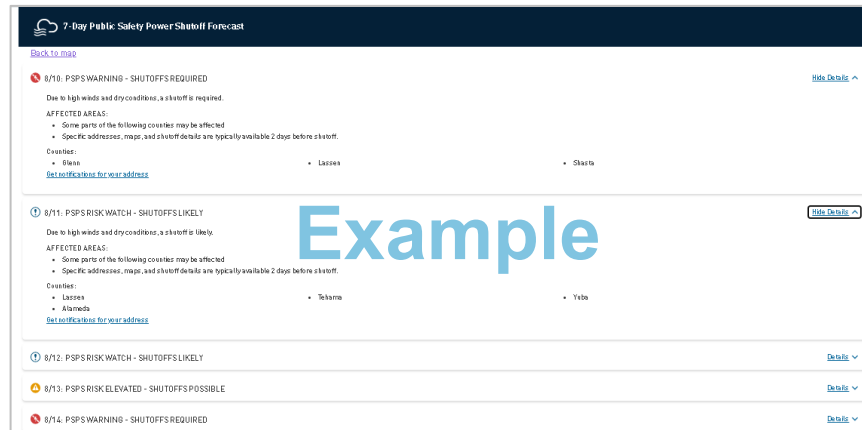 7-Day Public Safety Power Shutoff Forecast
Back to map
8/10: PSPS WARNING - SHUTOFFS REQUIRED
Hide Details
Due to high winds and dry conditions, a shutoff is required.
AFFECTED AREAS:
Some parts of the following counties may be affected
Specific addresses, maps, and shutoff details are typically available 2 days before shutoff.
Counties:
Glenn
Lassen
Shasta
Get notifications for your address
8/11: PSPS RISK WATCH - SHUTOFFS LIKELY
Hide Details
Example
Due to high winds and dry conditions, a shutoff is likely.
AFFECTED AREAS:
Some parts of the following counties may be affected
Specific addresses, maps, and shutoff details are typically available 2 days before shutoff.
Counties:
Lassen
Tehama
Yuba
Alameda
Get notifications for your address
8/12: PSPS RISK WATCH - SHUTOFFS LIKELY
Details
8/13: PSPS RISK ELEVATED - SHUTOFFS POSSIBLE
Details
8/14: PSPS WARNING - SHUTOFFS REQUIRED
Details